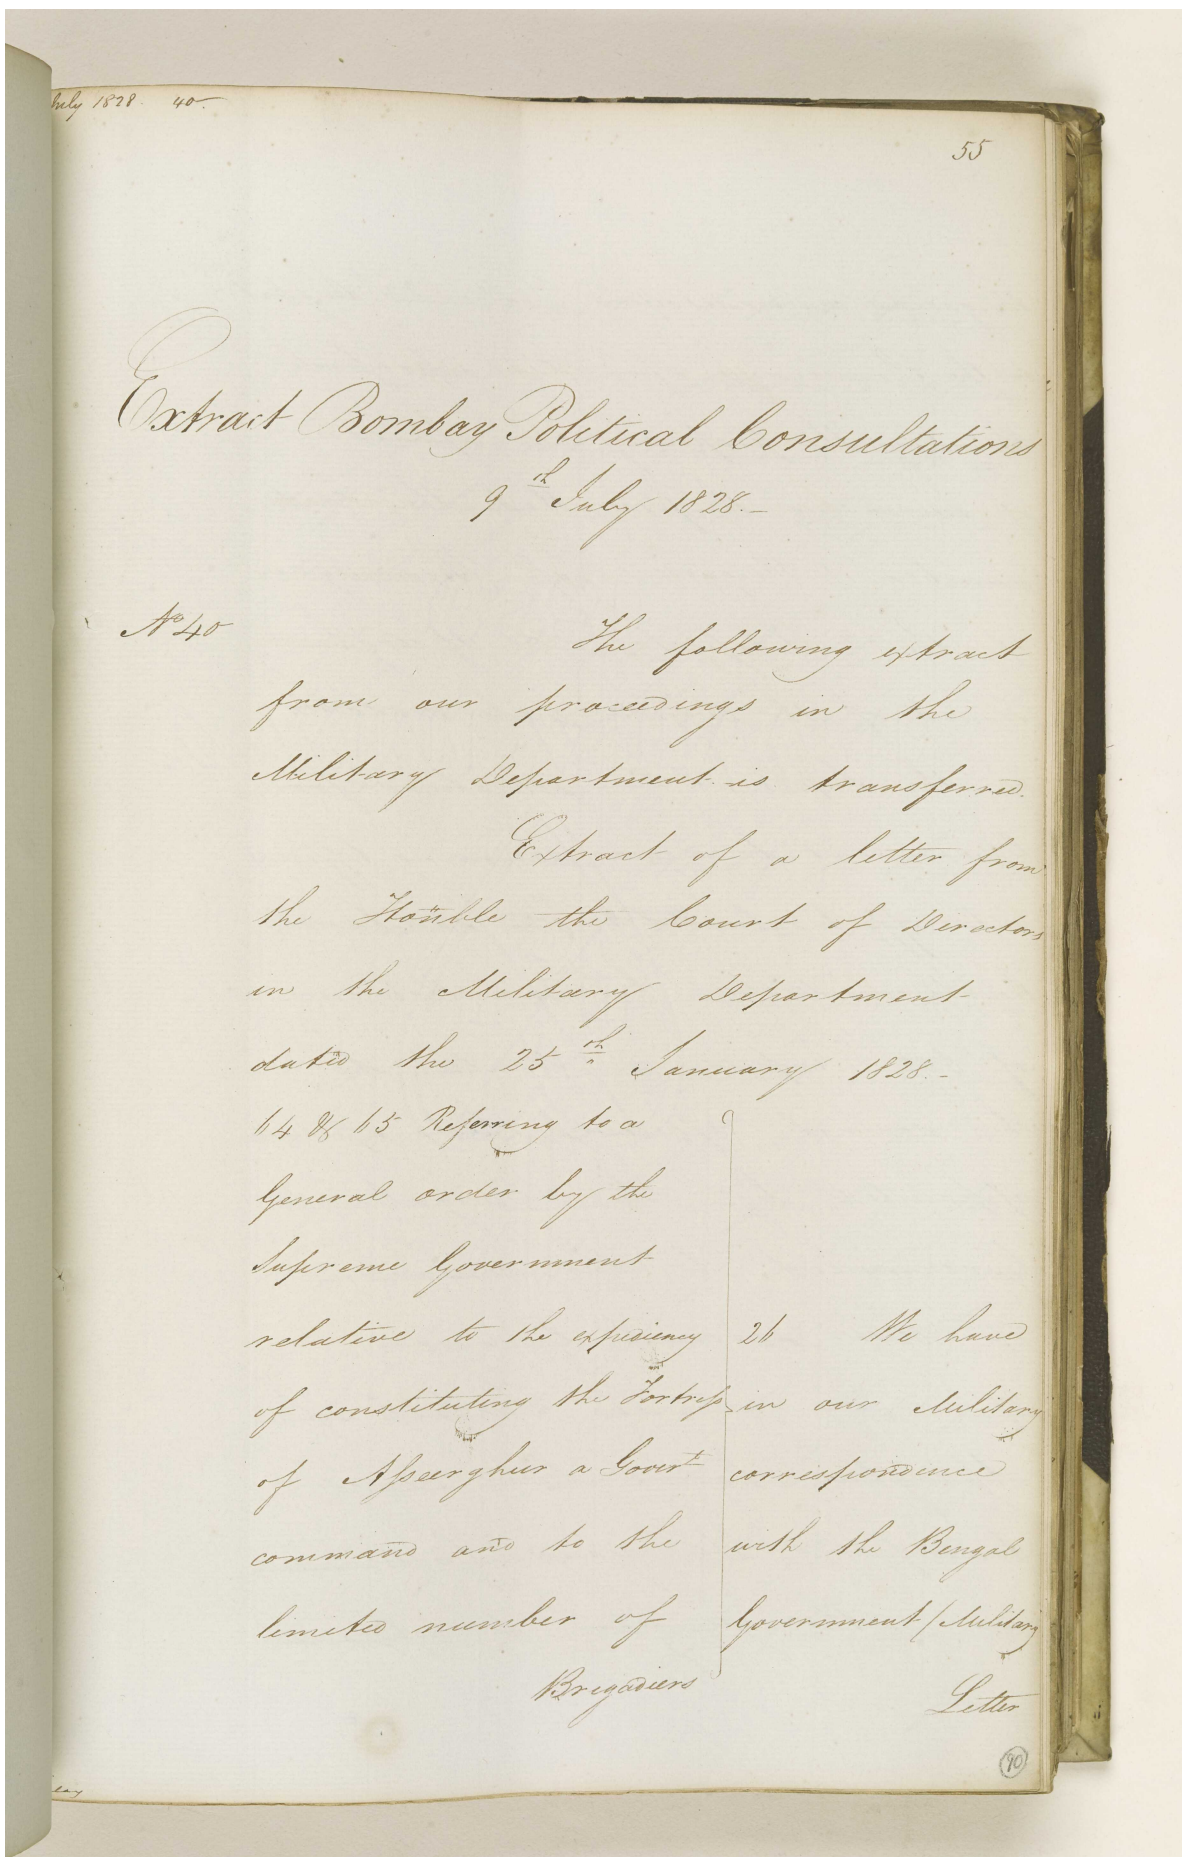 July 1828. 40.
55
Extract Bombay Political Consultations
9th July 1828.–
No 40
The following extract
from our proceedings in the
Military Department is transferred.
Extract of a letter from
the Honble the Court of Directors
in the Military Department
dated the 25th January 1828.–
64 & 65 Referring to a
General order by the
Supreme Government
relative to the expediency
of constituting the Fortress
of Asseerghur a Govert
command and to the
limited number of
Brigadiers
26 We have
in our Military
correspondence
with the Bengal
Government (Military
Letter
90